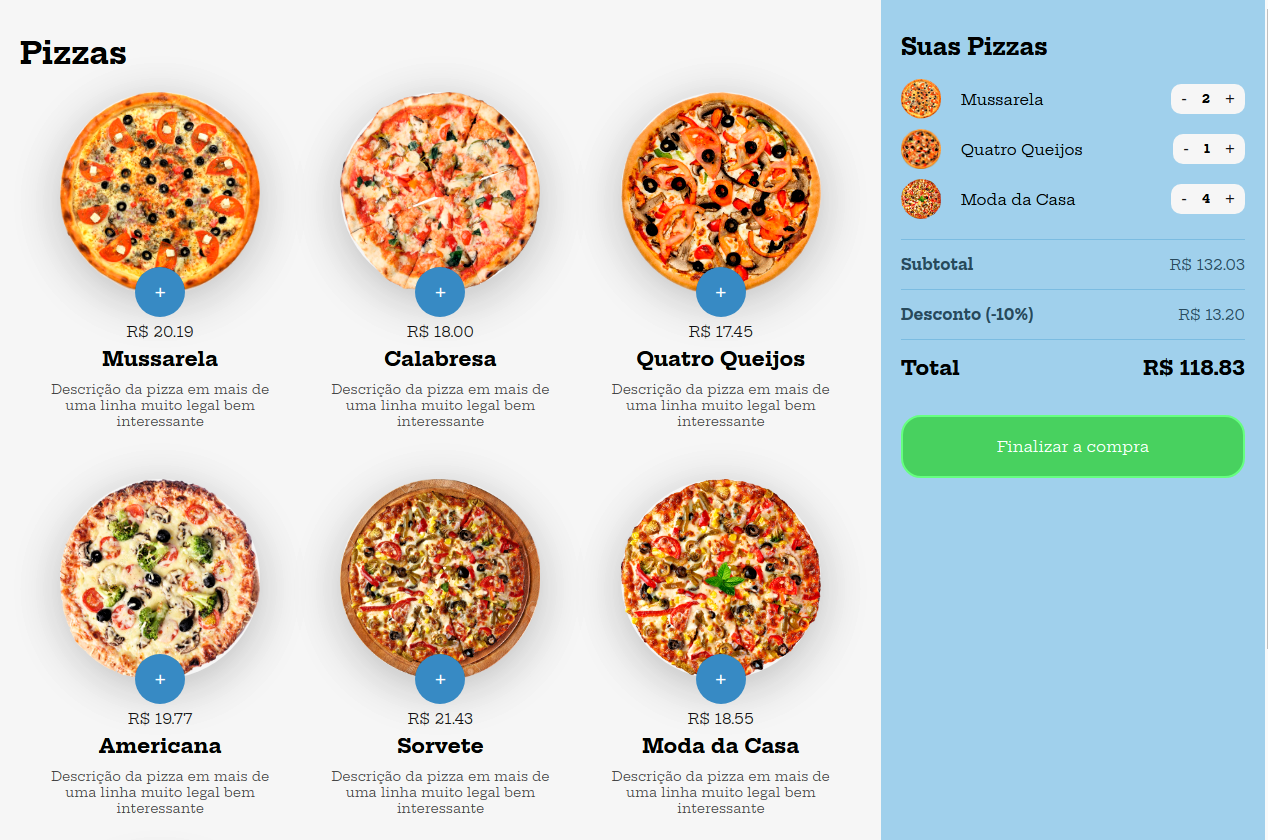 Pizzas
+
+
+
R$ 20.19
R$ 18.00
R$ 17.45
Mussarela
Calabresa
Quatro Queijos
Descrição da pizza em mais de
uma linha muito legal bem
interessante
Descrição da pizza em mais de
uma linha muito legal bem
interessante
Descrição da pizza em mais de
uma linha muito legal bem
interessante
+
+
+
R$ 19.77
R$ 21.43
R$ 18.55
Americana
Sorvete
Moda da Casa
Descrição da pizza em mais de
uma linha muito legal bem
interessante
Descrição da pizza em mais de
uma linha muito legal bem
interessante
Descrição da pizza em mais de
uma linha muito legal bem
interessante
Suas Pizzas
Mussarela - 2 +
Quatro Queijos - 1 +
Moda da Casa - 4 +
Subtotal R$ 132.03
Desconto (-10%) R$ 13.20
Total R$ 118.83
Finalizar a compra